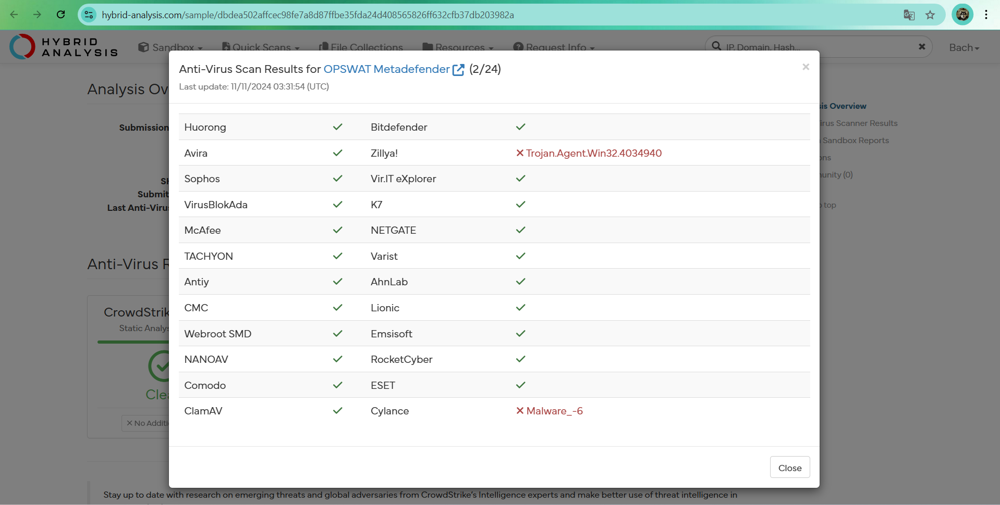 hybrid-analysis.com/sample/dbdea502affcec98fe7a8d87ffbe35fda24d408565826ff632cfb37db203982a
HYBRID
ANALYSIS
Sandbox
Quick Scans
File Collections
Resources
Request Info
IP, Domain, Hash...
Bach
Anti-Virus Scan Results for OPSWAT Metadefender (2/24)
Last update: 11/11/2024 03:31:54 (UTC)
Huorong Bitdefender
Avira Zillya! Trojan.Agent.Win32.4034940
Sophos Vir.IT eXplorer
VirusBlokAda K7
McAfee NETGATE
TACHYON Varist
Antiy AhnLab
CMC Lionic
Webroot SMD Emsisoft
NANOAV RocketCyber
Comodo ESET
ClamAV Cylance Malware_-6
Close
Analysis Ov
Submission
Submit
Last Anti-Viru
Anti-Virus R
CrowdStrik
Static Analys
Clea
No Additi
sis Overview
irus Scanner Results
Sandbox Reports
ons
unity (0)
top
Stay up to date with research on emerging threats and global adversaries from CrowdStrike's Intelligence experts and make better use of threat intelligence in